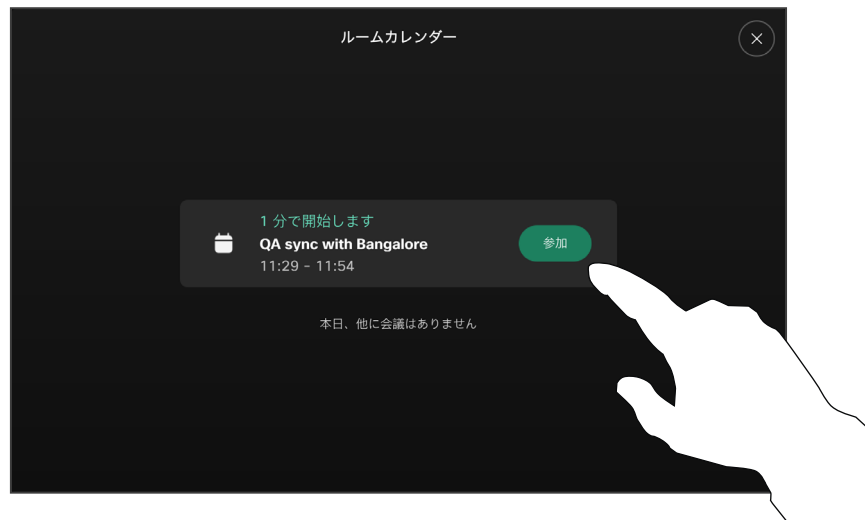 ルームカレンダー
1 分で開始します
QA sync with Bangalore
11:29 - 11:54
参加
本日、他に会議はありません